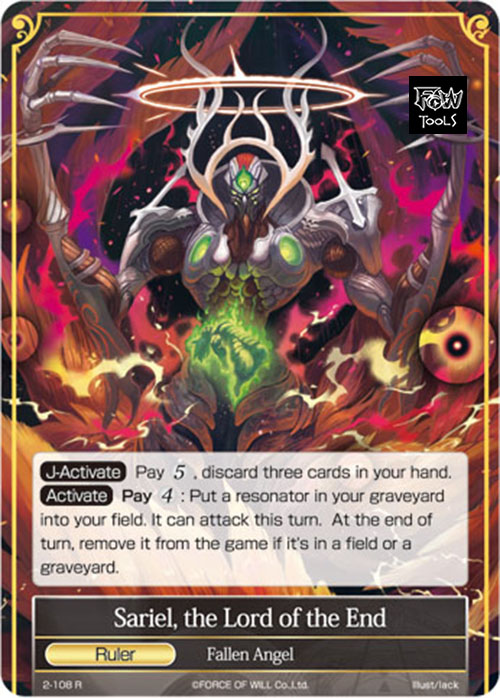 FOW
TOOLS
J-Activate Pay 5 , discard three cards in your hand.
Activate Pay 4 : Put a resonator in your graveyard
into your field. It can attack this turn. At the end of
turn, remove it from the game if it's in a field or a
graveyard.
Sariel, the Lord of the End
Ruler Fallen Angel
2-108 R ©FORCE OF WILL Co.,Ltd. Illust/lack